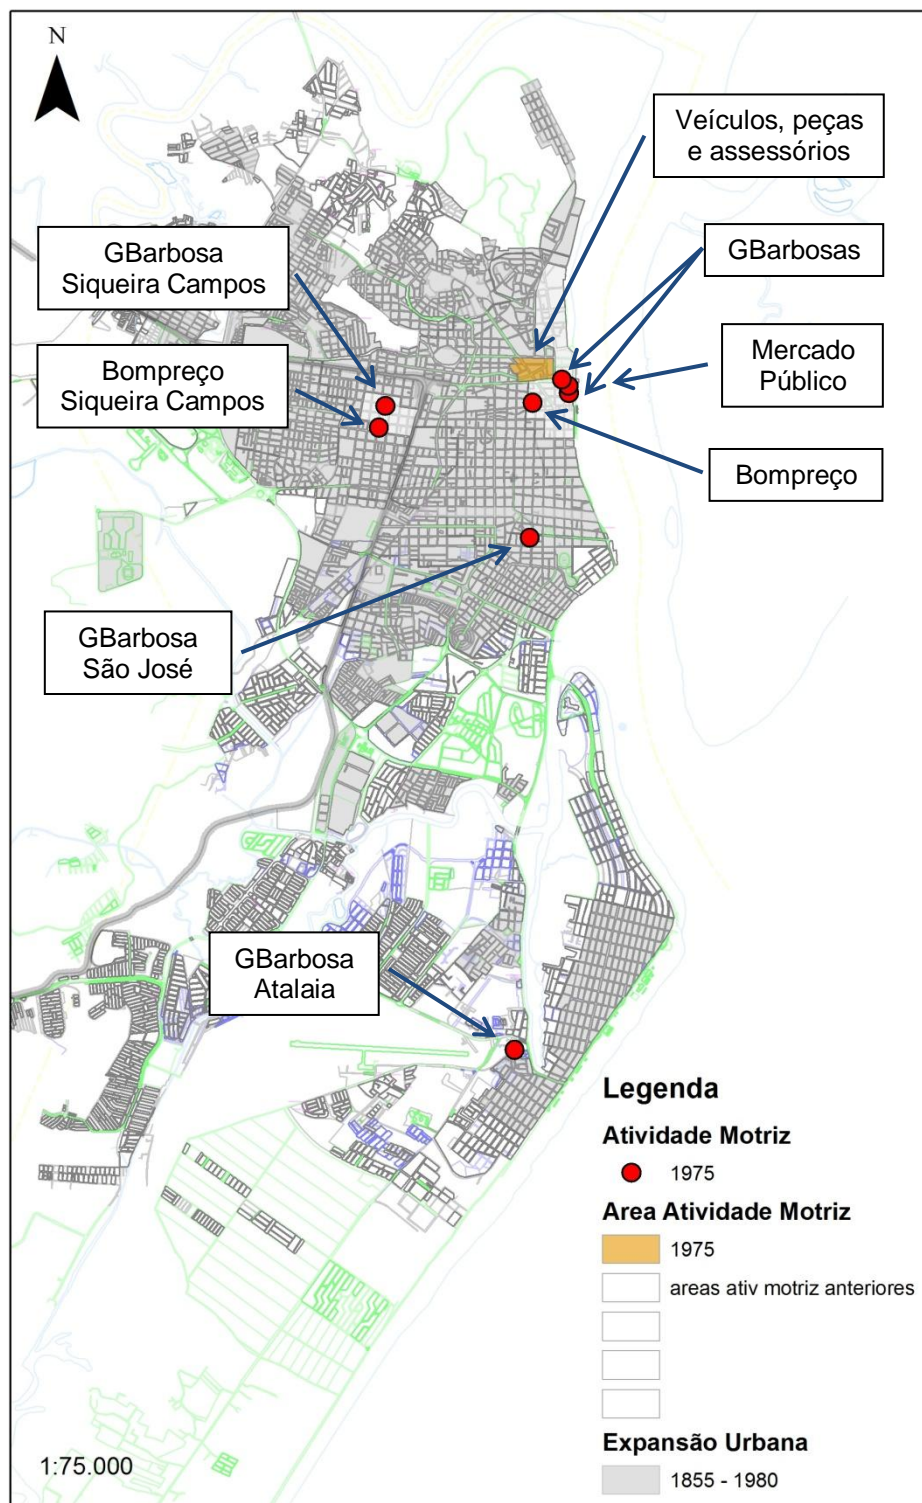 N
Veículos, peças
e assessórios
GBarbosa
Siqueira Campos
GBarbosas
Bompreço
Siqueira Campos
Mercado
Público
Bompreço
GBarbosa
São José
GBarbosa
Atalaia
Legenda
Atividade Motriz
1975
Area Atividade Motriz
1975
areas ativ motriz anteriores
Expansão Urbana
1855 - 1980
1:75.000